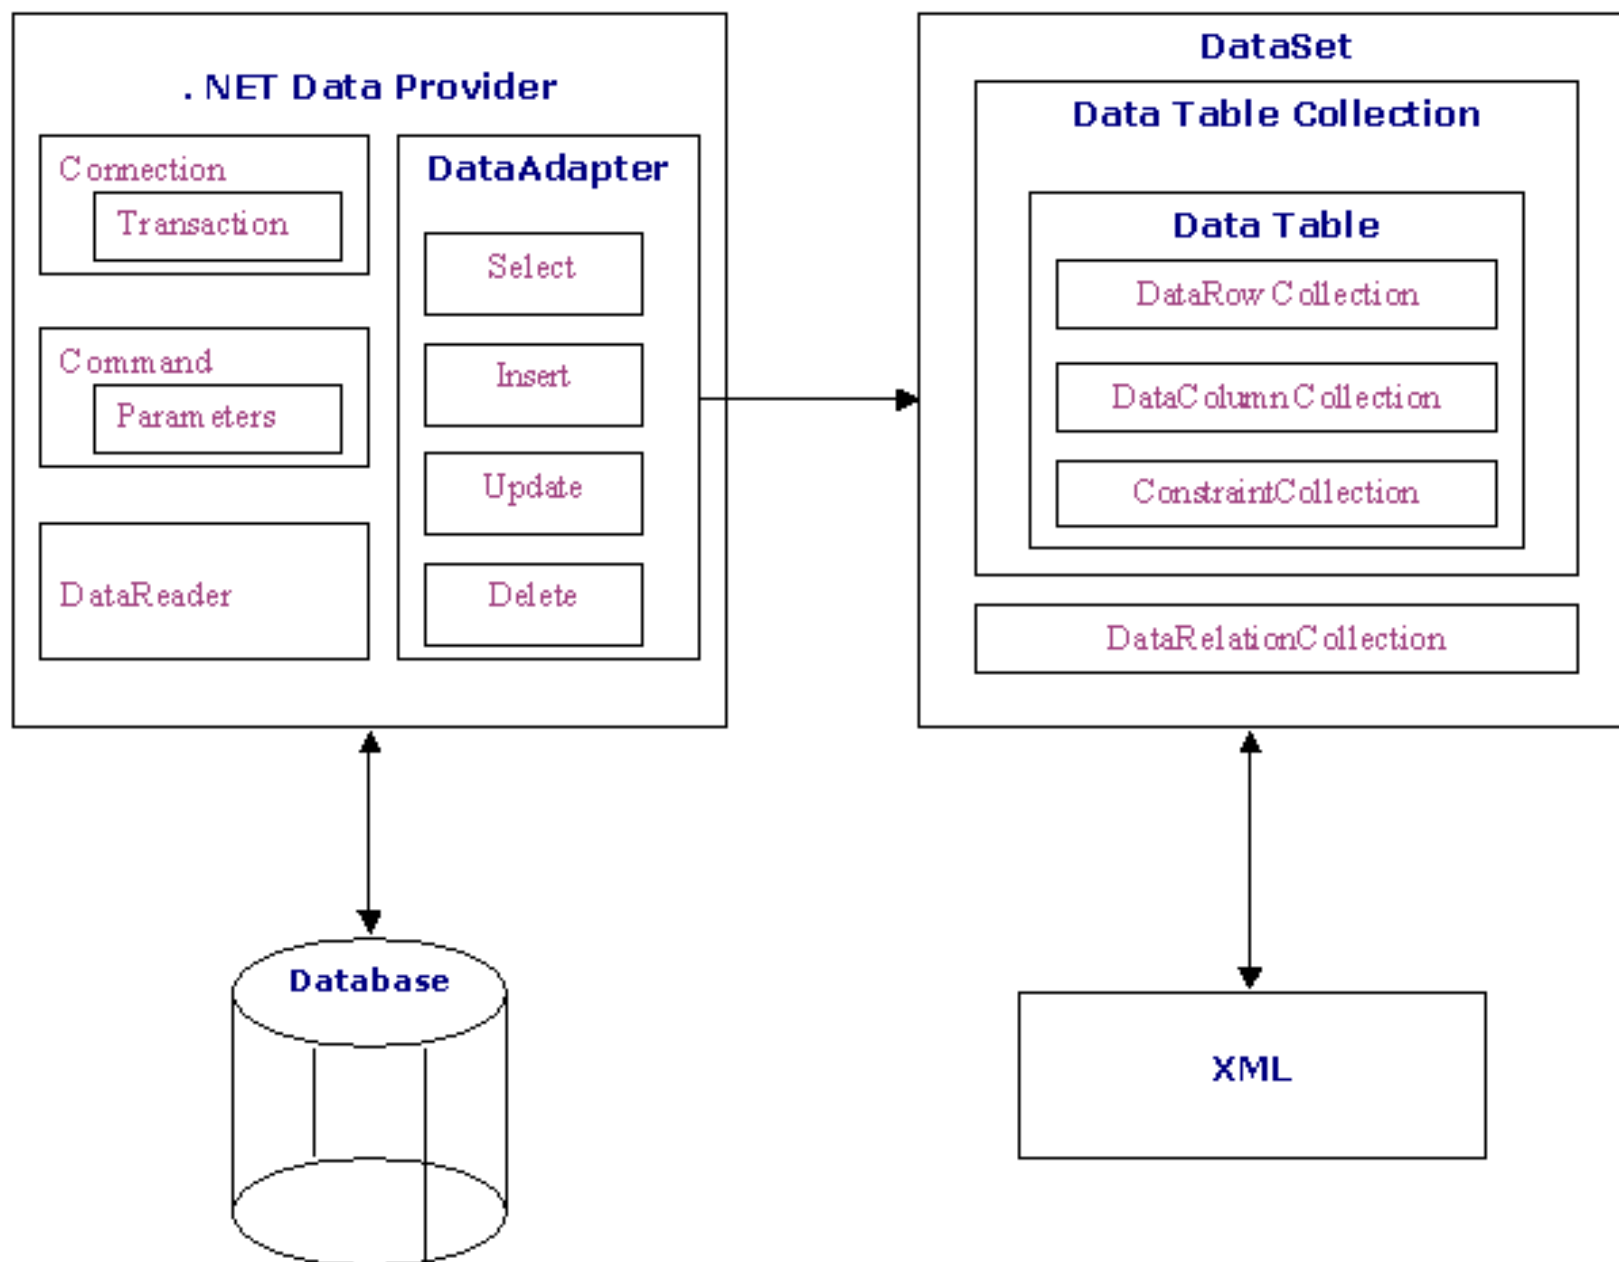 . NET Data Provider
Connection
Transaction
Command
Parameters
DataReader
DataAdapter
Select
Insert
Update
Delete
DataSet
Data Table Collection
Data Table
DataRow Collection
DataColumn Collection
ConstraintCollection
DataRelationCollection
Database
XML